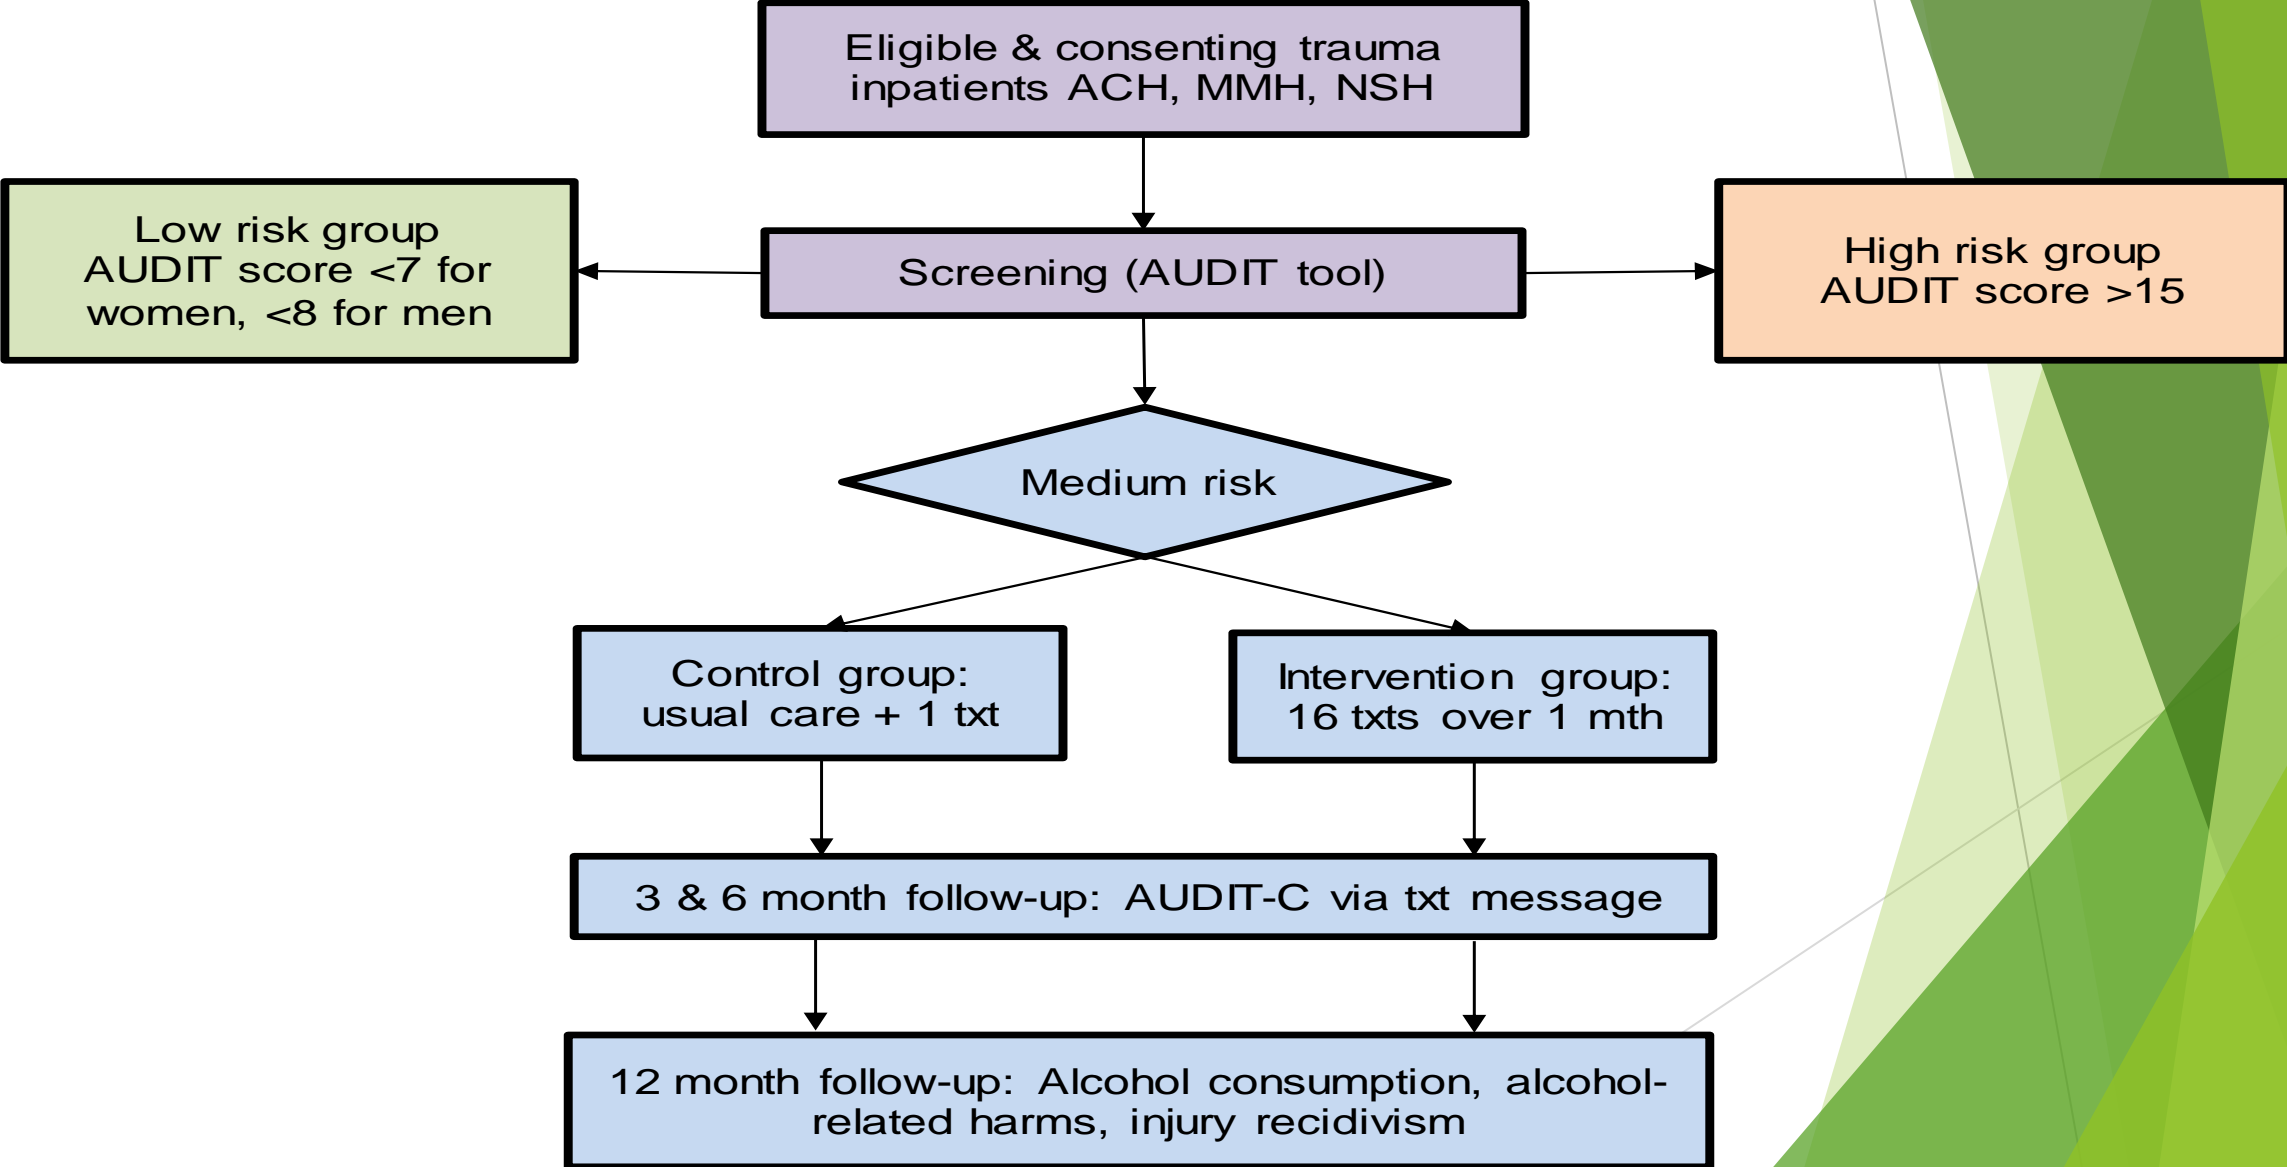 Eligible & consenting trauma
inpatients ACH, MMH, NSH
Low risk group
AUDIT score <7 for
women, <8 for men
Screening (AUDIT tool)
High risk group
AUDIT score >15
Medium risk
Control group:
usual care + 1 txt
Intervention group:
16 txts over 1 mth
3 & 6 month follow-up: AUDIT-C via txt message
12 month follow-up: Alcohol consumption, alcohol-
related harms, injury recidivism